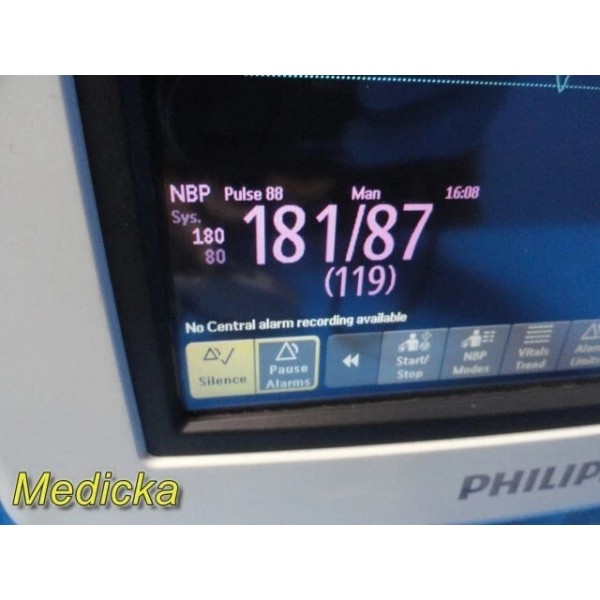 NBP Pulse 88 Man 16:08
Sys.
180
80
181/87
(119)
No Central alarm recording available
Silence
Pause
Alarms
Start/
Stop
NBP
Modes
Vitals
Trend
Medicka